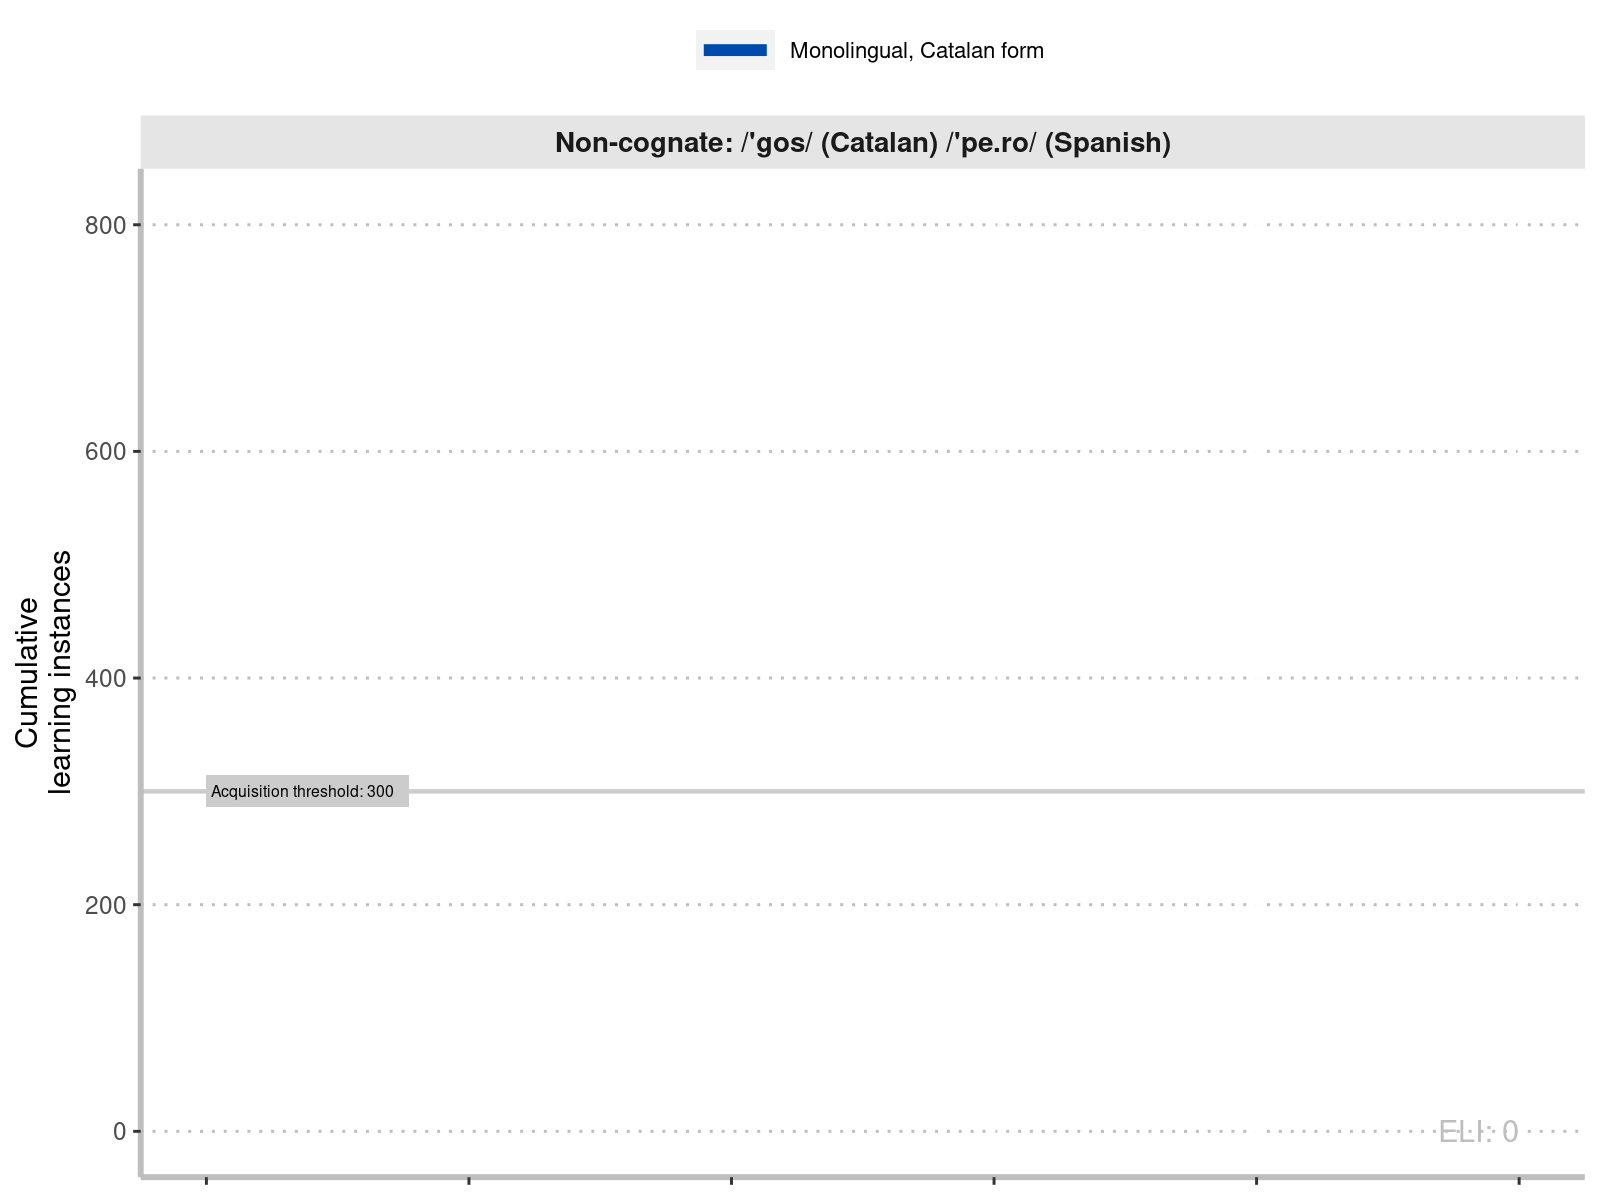 Monolingual, Catalan form
Non-cognate: /'gos/ (Catalan) /'pe.ro/ (Spanish)
Cumulative
learning instances
800
600
400
Acquisition threshold: 300
200
0
ELI: 0